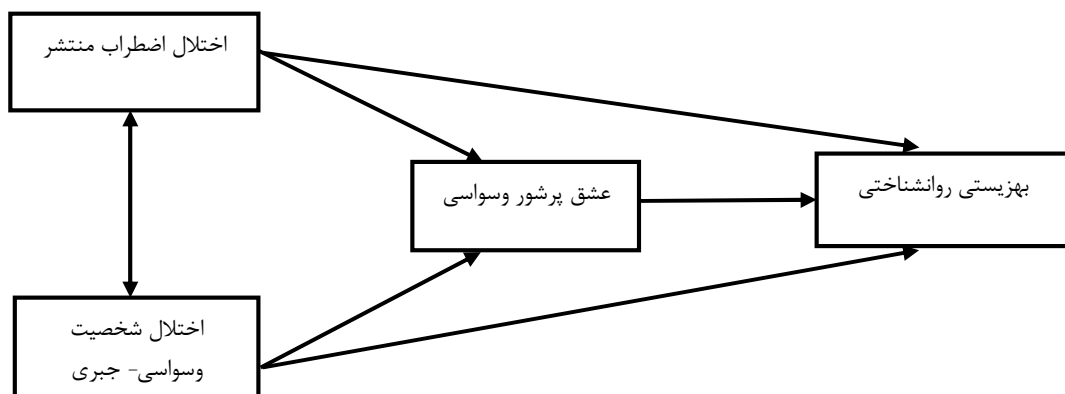 اختلال اضطراب منتشر
عشق پرشور وسواسی
بهزیستی روانشناختی
اختلال شخصیت
وسواسی- جبری